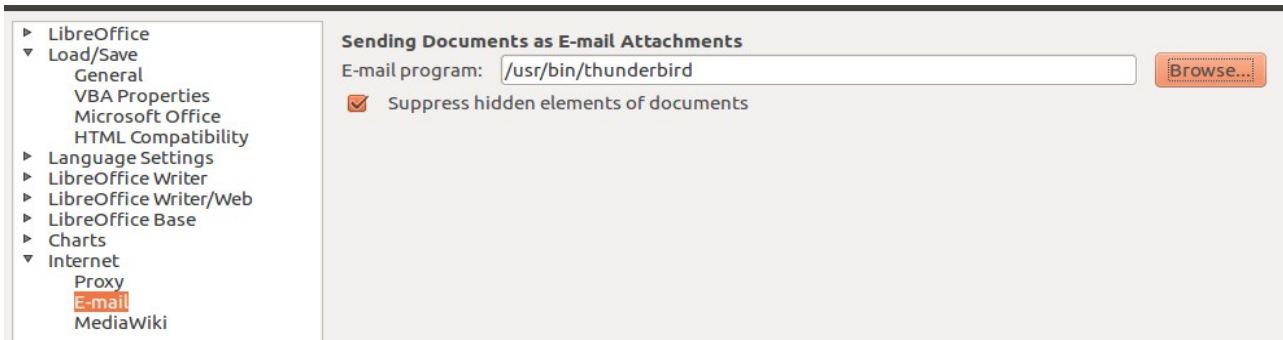 LibreOffice
Load/Save
General
VBA Properties
Microsoft Office
HTML Compatibility
Language Settings
LibreOffice Writer
LibreOffice Writer/Web
LibreOffice Base
Charts
Internet
Proxy
E-mail
MediaWiki
Sending Documents as E-mail Attachments
E-mail program: /usr/bin/thunderbird Browse...
Suppress hidden elements of documents